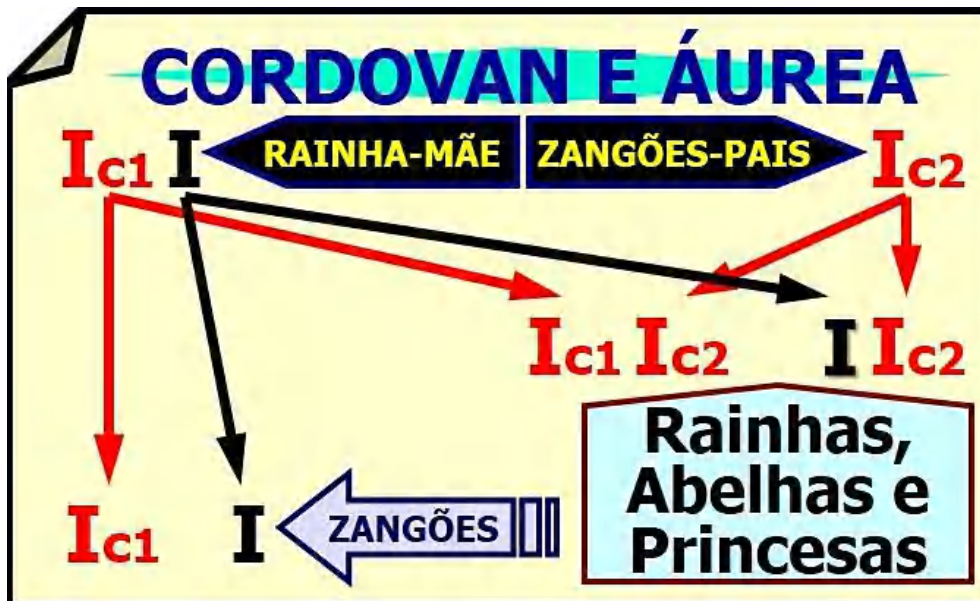 CORDOVAN E ÁUREA
Ic1 I RAINHA-MÃE ZANGÕES-PAIS Ic2
Ic1 Ic2 I Ic2
Rainhas,
Abelhas e
Princesas
Ic1 I ZANGÕES